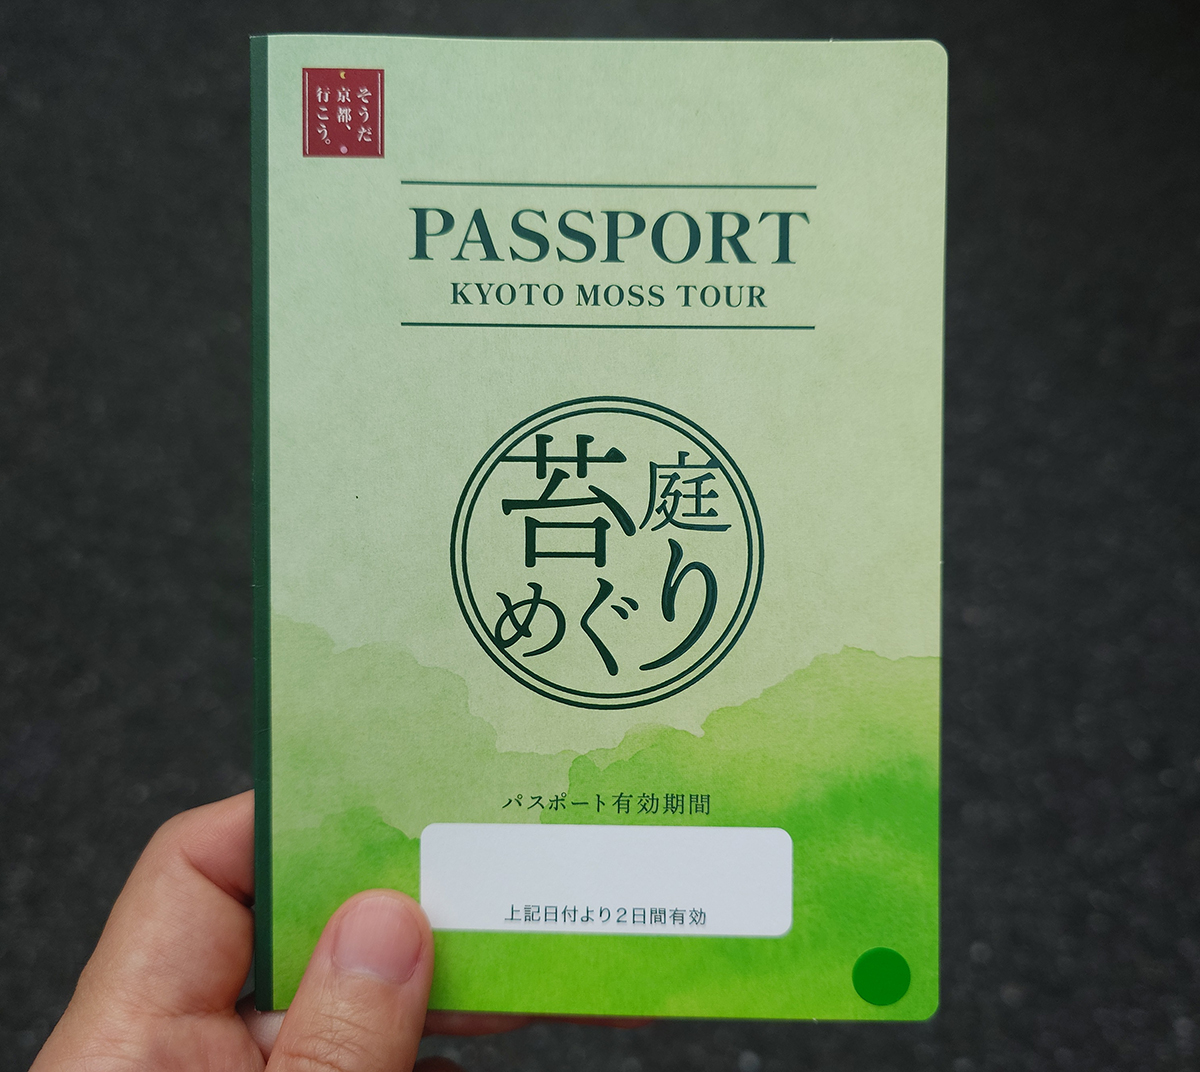 そうだ
京都、
行こう。
PASSPORT
KYOTO MOSS TOUR
苔庭
めぐり
パスポート有効期間
上記日付より2日間有効